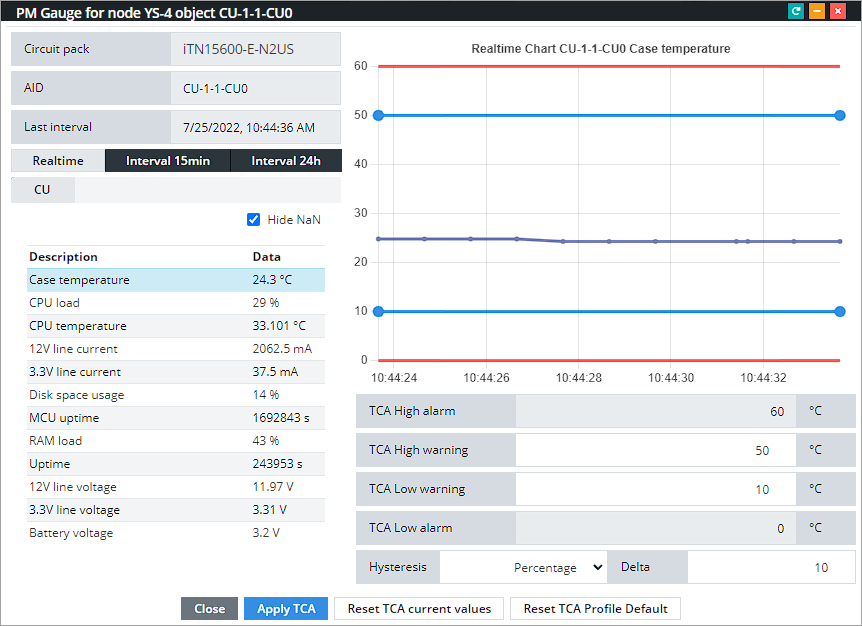 PM Gauge for node YS-4 object CU-1-1-CU0
Circuit pack iTN15600-E-N2US
AID CU-1-1-CU0
Last interval 7/25/2022, 10:44:36 AM
Realtime Interval 15min Interval 24h
CU
Hide NaN
Description Data
Case temperature 24.3 °C
CPU load 29 %
CPU temperature 33.101 °C
12V line current 2062.5 mA
3.3V line current 37.5 mA
Disk space usage 14 %
MCU uptime 1692843 s
RAM load 43 %
Uptime 243953 s
12V line voltage 11.97 V
3.3V line voltage 3.31 V
Battery voltage 3.2 V
Realtime Chart CU-1-1-CU0 Case temperature
60
50
40
30
20
10
0
10:44:24 10:44:26 10:44:28 10:44:30 10:44:32
TCA High alarm 60 °C
TCA High warning 50 °C
TCA Low warning 10 °C
TCA Low alarm 0 °C
Hysteresis Percentage Delta 10
Close Apply TCA Reset TCA current values Reset TCA Profile Default